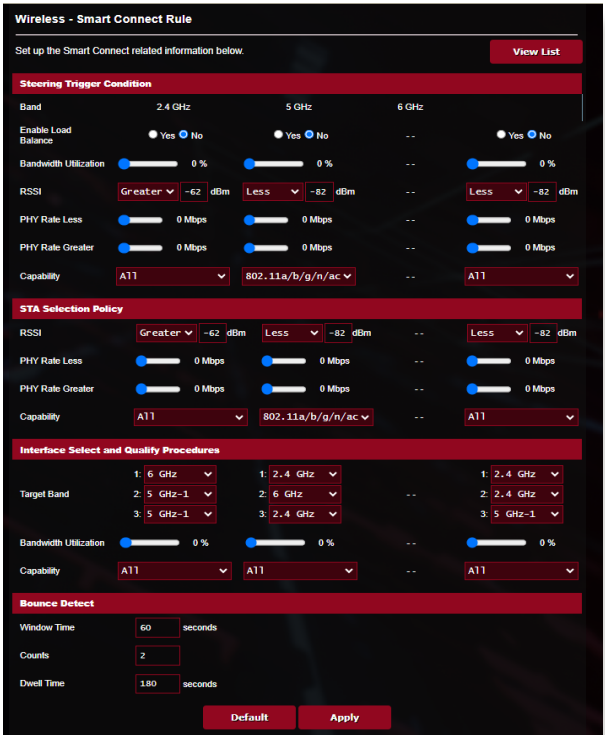 Wireless - Smart Connect Rule
Set up the Smart Connect related information below.
View List
Steering Trigger Condition
Band 2.4 GHz 5 GHz 6 GHz
Enable Load Balance Yes No Yes No -- Yes No
Bandwidth Utilization 0 % 0 % -- 0 %
RSSI Greater -62 dBm Less -82 dBm -- Less -82 dBm
PHY Rate Less 0 Mbps 0 Mbps -- 0 Mbps
PHY Rate Greater 0 Mbps 0 Mbps -- 0 Mbps
Capability All 802.11a/b/g/n/ac -- All
STA Selection Policy
RSSI Greater -62 dBm Less -82 dBm -- Less -82 dBm
PHY Rate Less 0 Mbps 0 Mbps -- 0 Mbps
PHY Rate Greater 0 Mbps 0 Mbps -- 0 Mbps
Capability All 802.11a/b/g/n/ac -- All
Interface Select and Qualify Procedures
1: 6 GHz 1: 2.4 GHz 1: 2.4 GHz
Target Band 2: 5 GHz-1 2: 6 GHz -- 2: 2.4 GHz
3: 5 GHz-1 3: 2.4 GHz 3: 5 GHz-1
Bandwidth Utilization 0 % 0 % -- 0 %
Capability All All -- All
Bounce Detect
Window Time 60 seconds
Counts 2
Dwell Time 180 seconds
Default Apply